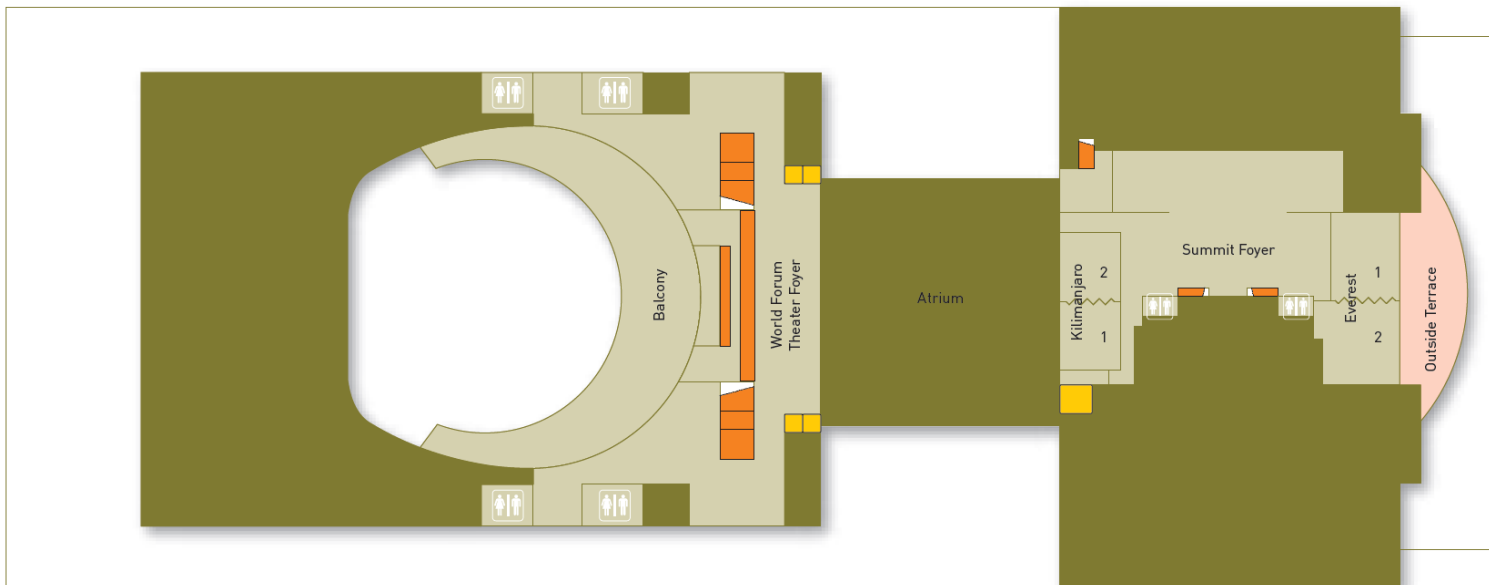 Balcony
World Forum
Theater Foyer
Atrium
Kilimanjaro
2
1
Summit Foyer
Everest
1
2
Outside Terrace